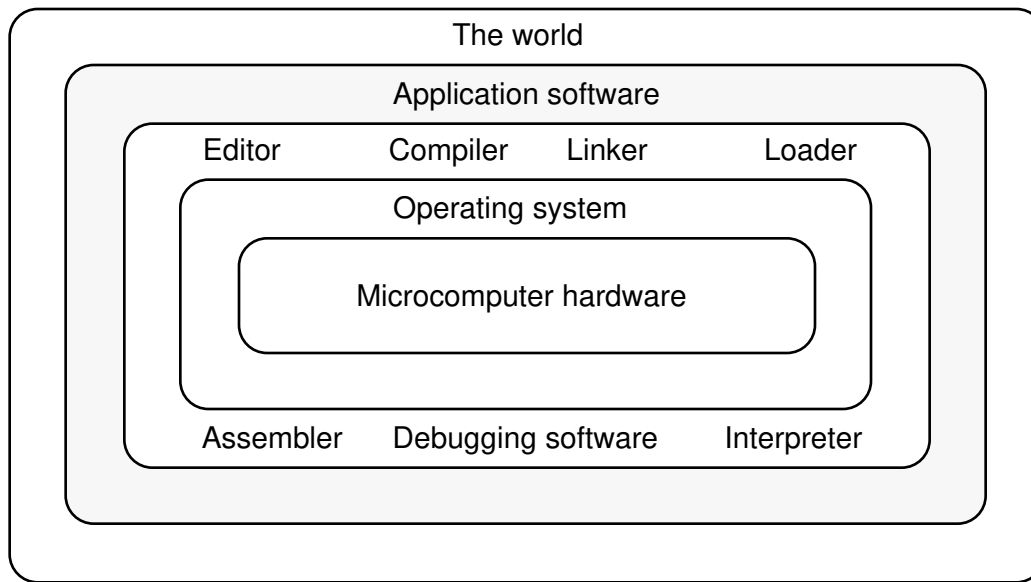 The world
Application software
Editor Compiler Linker Loader
Operating system
Microcomputer hardware
Assembler Debugging software Interpreter